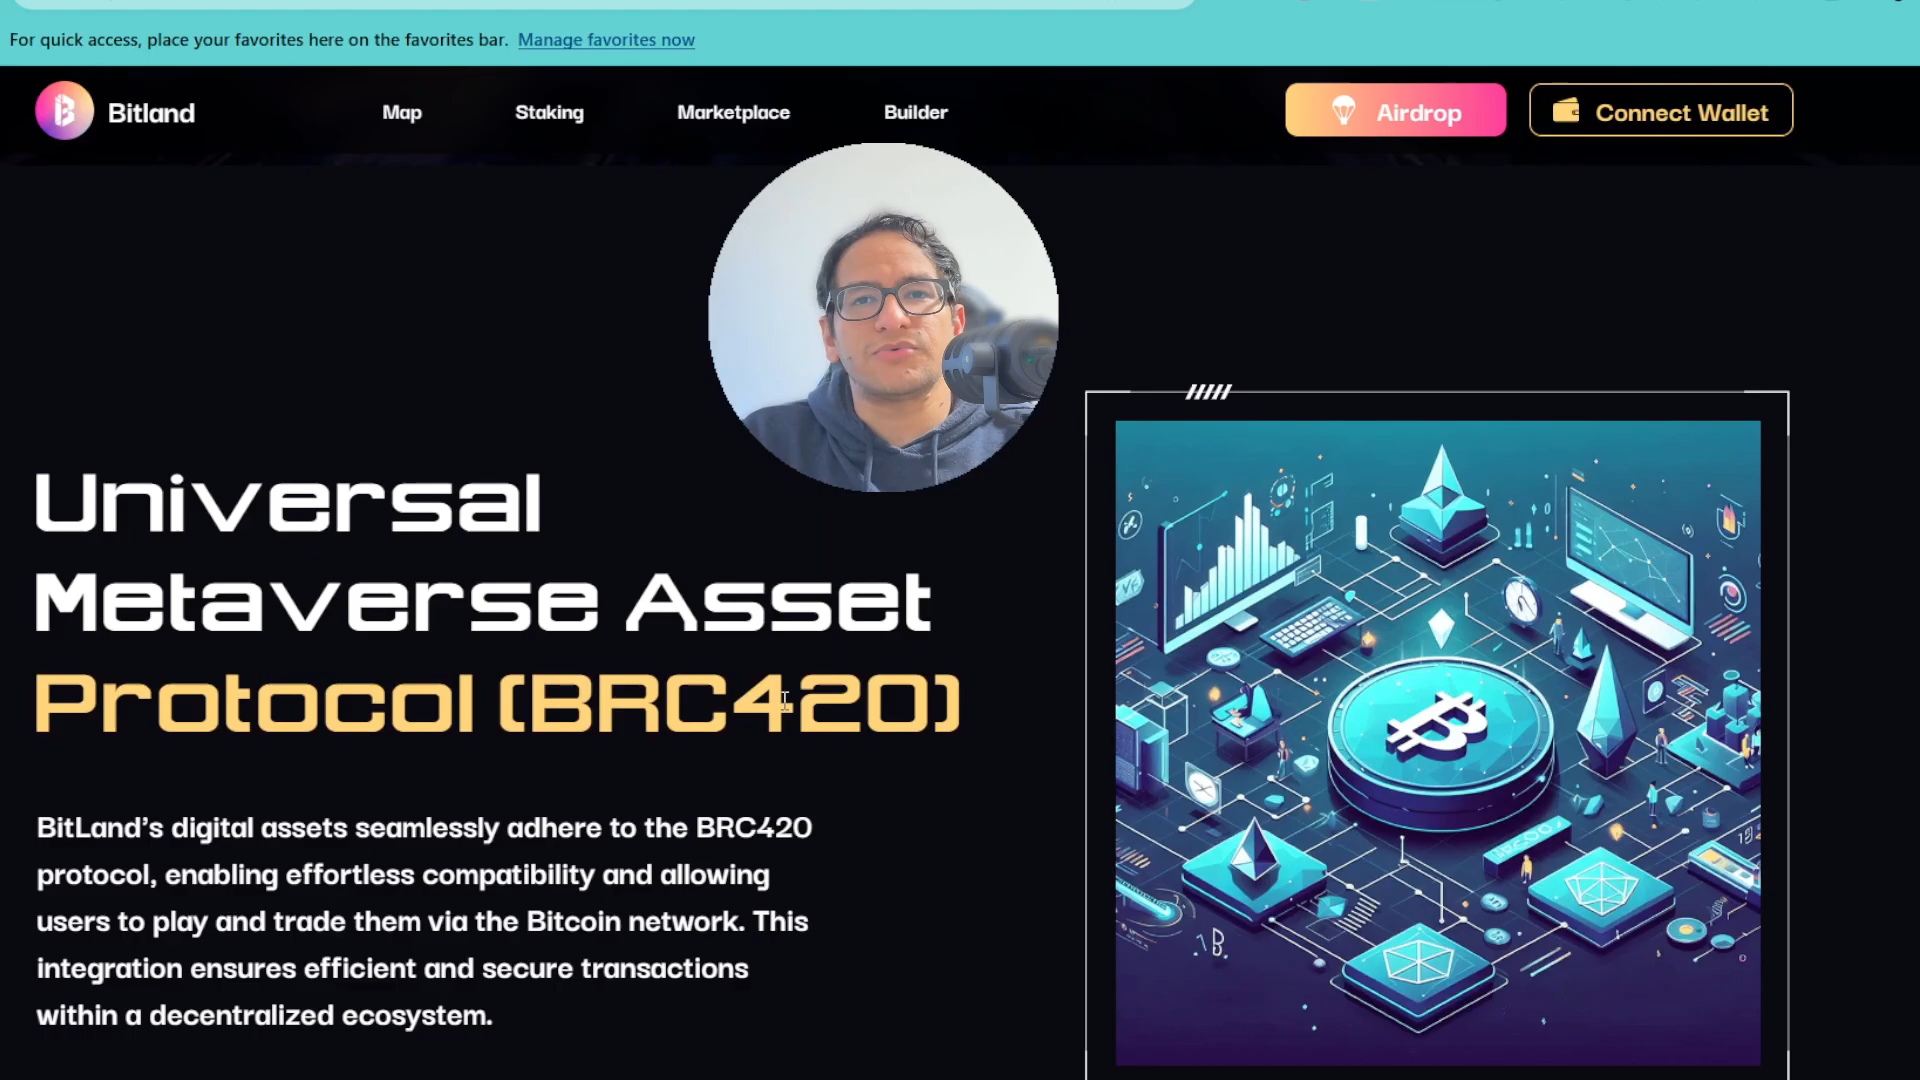 For quick access, place your favorites here on the favorites bar. Manage favorites now
Bitland
Map
Staking
Marketplace
Builder
Airdrop
Connect Wallet
Universal
Metaverse Asset
Protocol (BRC420)
BitLand's digital assets seamlessly adhere to the BRC420
protocol, enabling effortless compatibility and allowing
users to play and trade them via the Bitcoin network. This
integration ensures efficient and secure transactions
within a decentralized ecosystem.